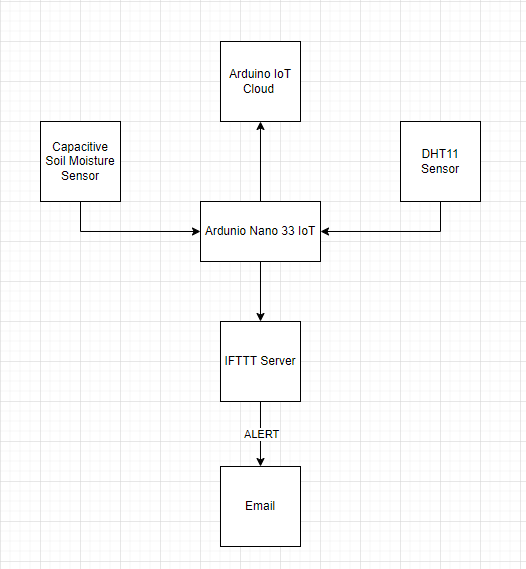 Arduino IoT
Cloud
Capacitive
Soil Moisture
Sensor
DHT11
Sensor
Ardunio Nano 33 IoT
IFTTT Server
ALERT
Email